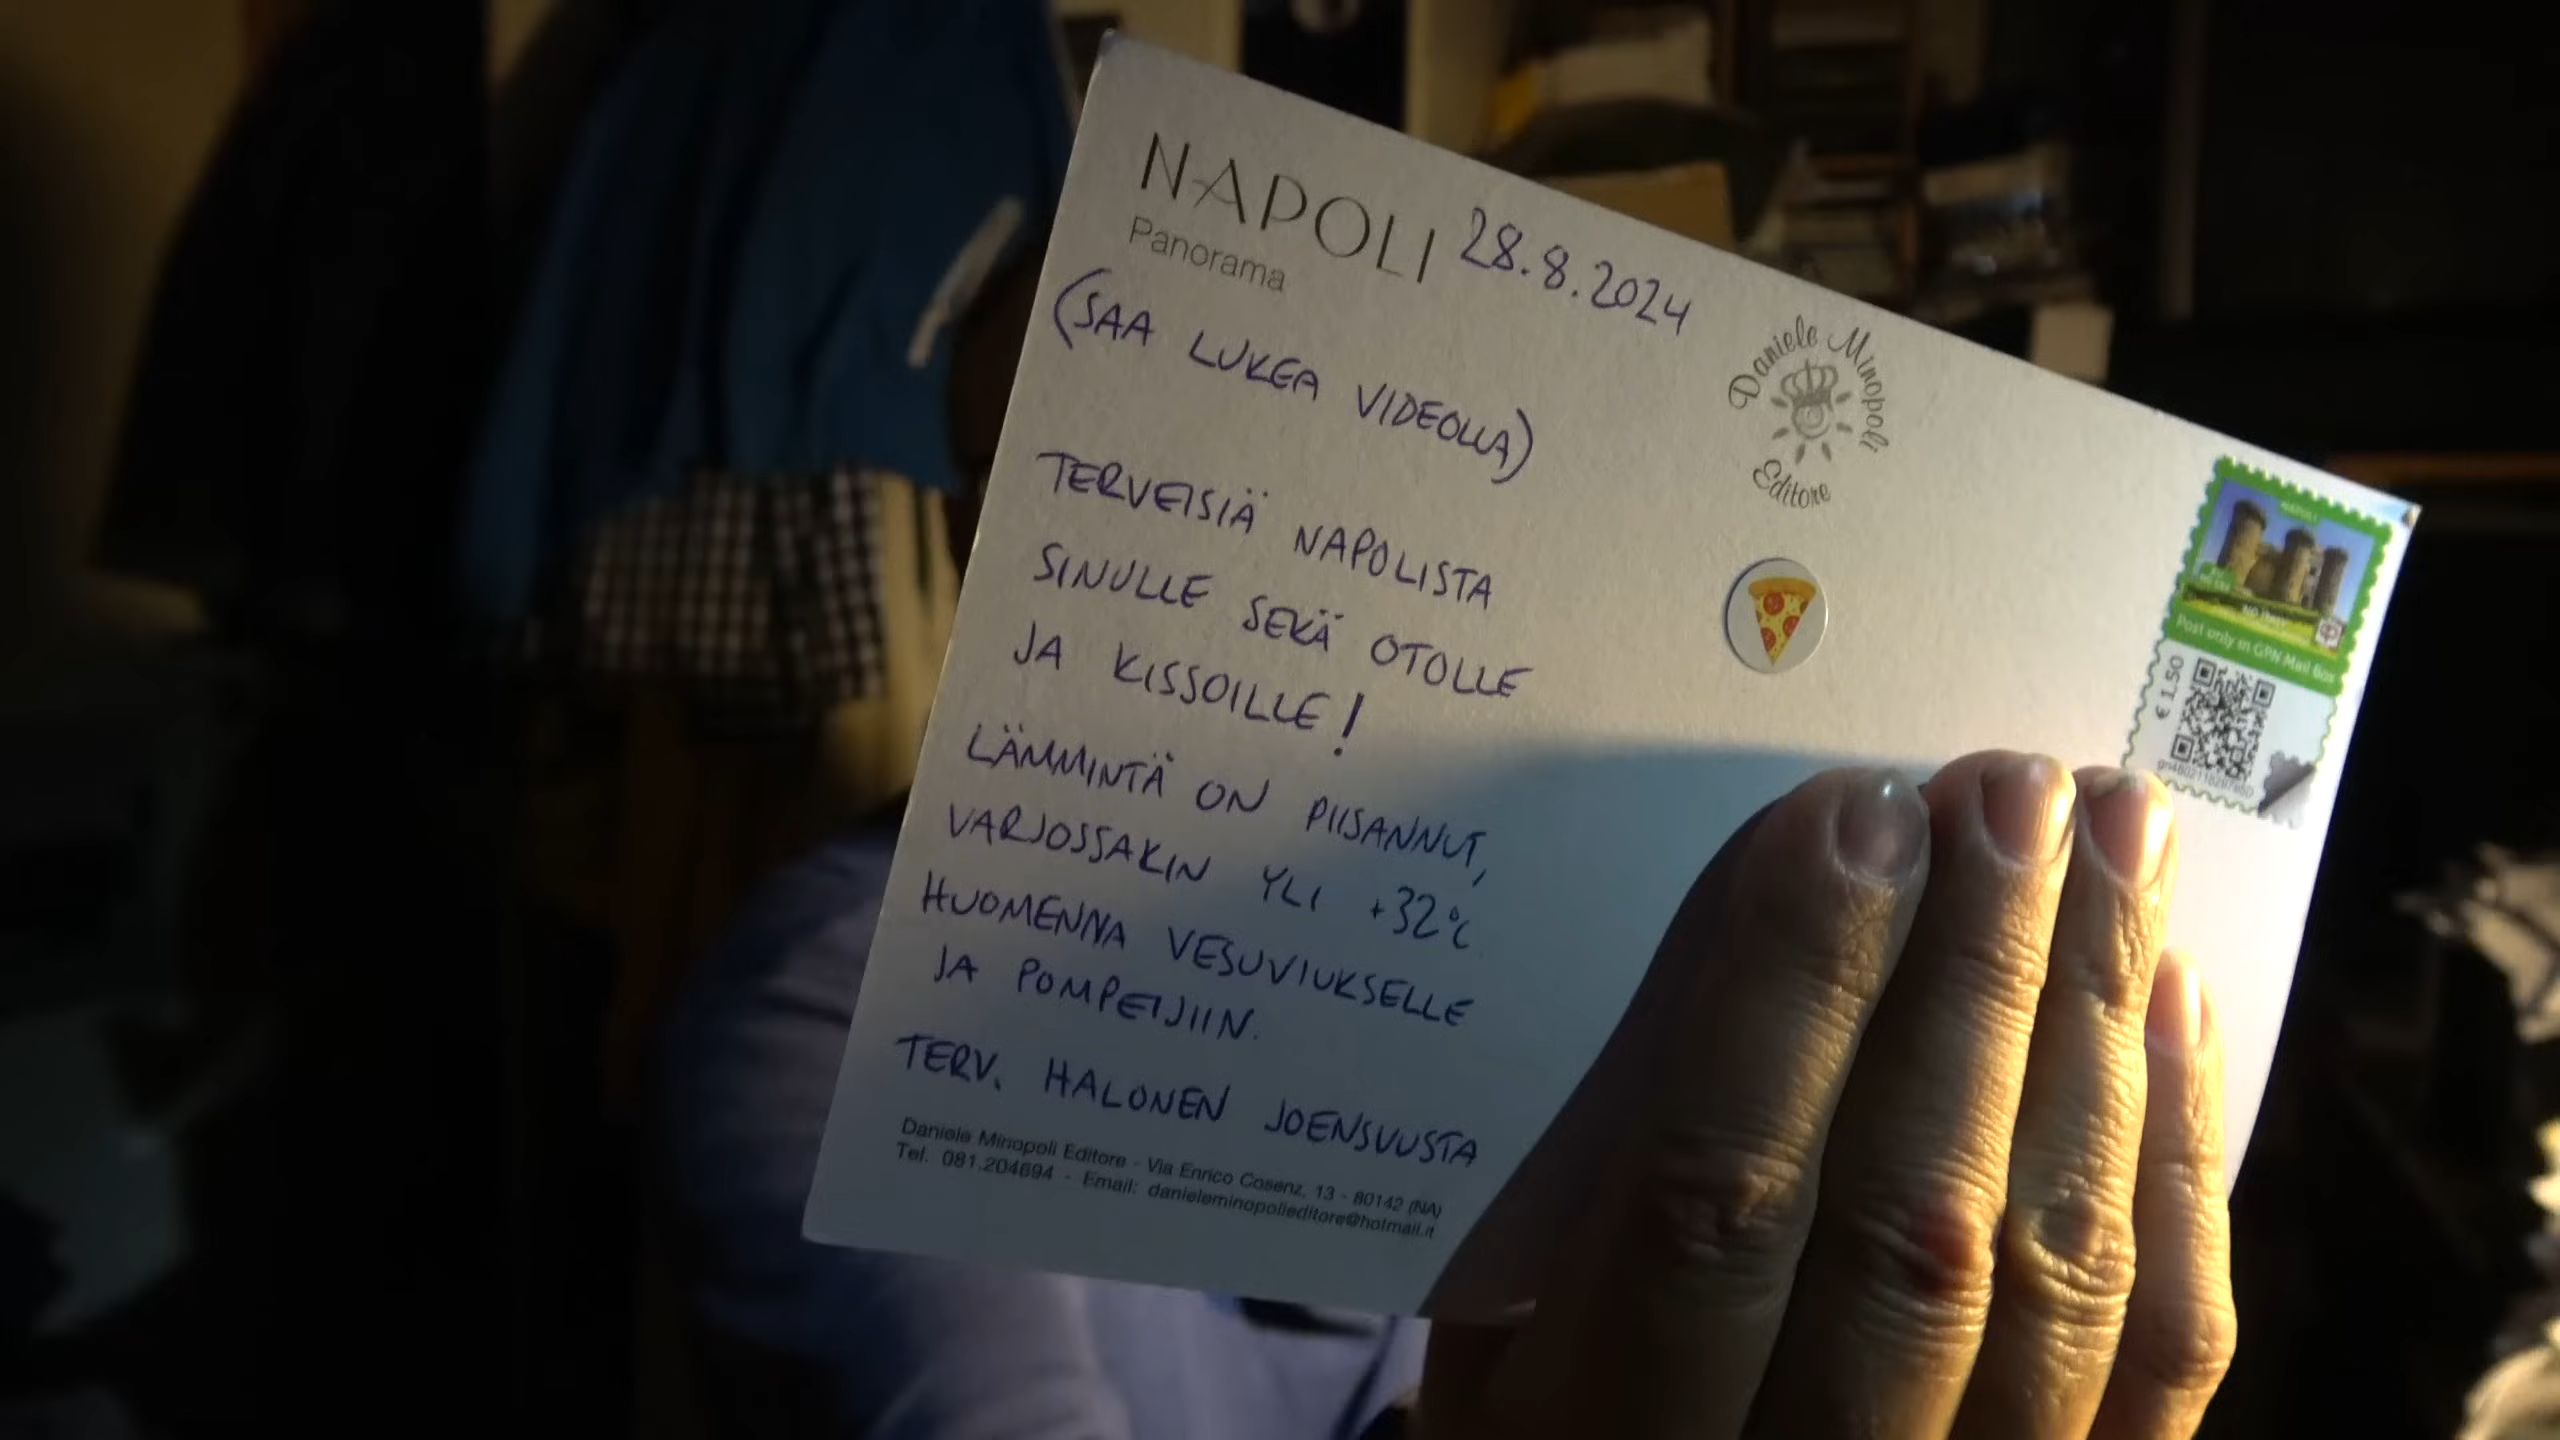 NAPOLI 28.8.2024
Panorama
(SAA LUKEA VIDEOLLA)
TERVEISIÄ NAPOLISTA
SINULLE SEKÄ OTOLLE
JA KISSOILLE!
LÄMMINTÄ ON PIISANNUT,
VARJOSSAKIN YLI +32°C
HUOMENNA VESUVIUKSELLE
JA POMPEIJIIN.
TERV. HALONEN JOENSUUSTA
Daniele Minopoli Editore - Via Enrico Cosenz, 13 - 80142 (NA)
Tel. 081.204694 - Email: danieleminopolieditore@hotmail.it
Daniele Minopoli
Editore
NAPOLI
Post only in GPN Mail Box
€ 1.50